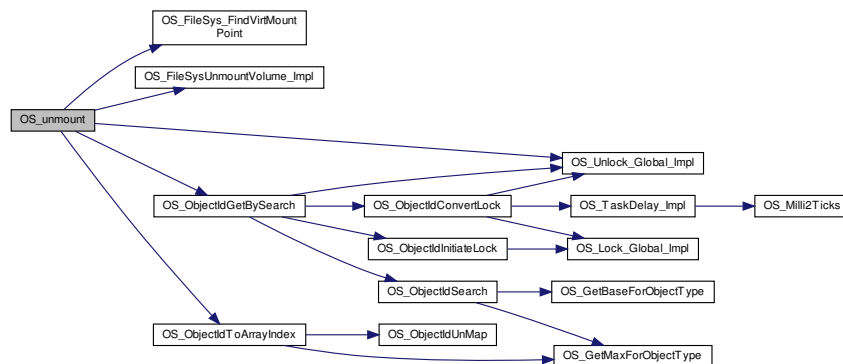 OS_FileSys_FindVirtMount
Point
OS_FileSysUnmountVolume_Impl
OS_unmount
OS_Unlock_Global_Impl
OS_ObjectIdGetBySearch
OS_ObjectIdConvertLock
OS_TaskDelay_Impl
OS_Milli2Ticks
OS_ObjectIdInitiateLock
OS_Lock_Global_Impl
OS_ObjectIdSearch
OS_GetBaseForObjectType
OS_ObjectIdToArrayIndex
OS_ObjectIdUnMap
OS_GetMaxForObjectType